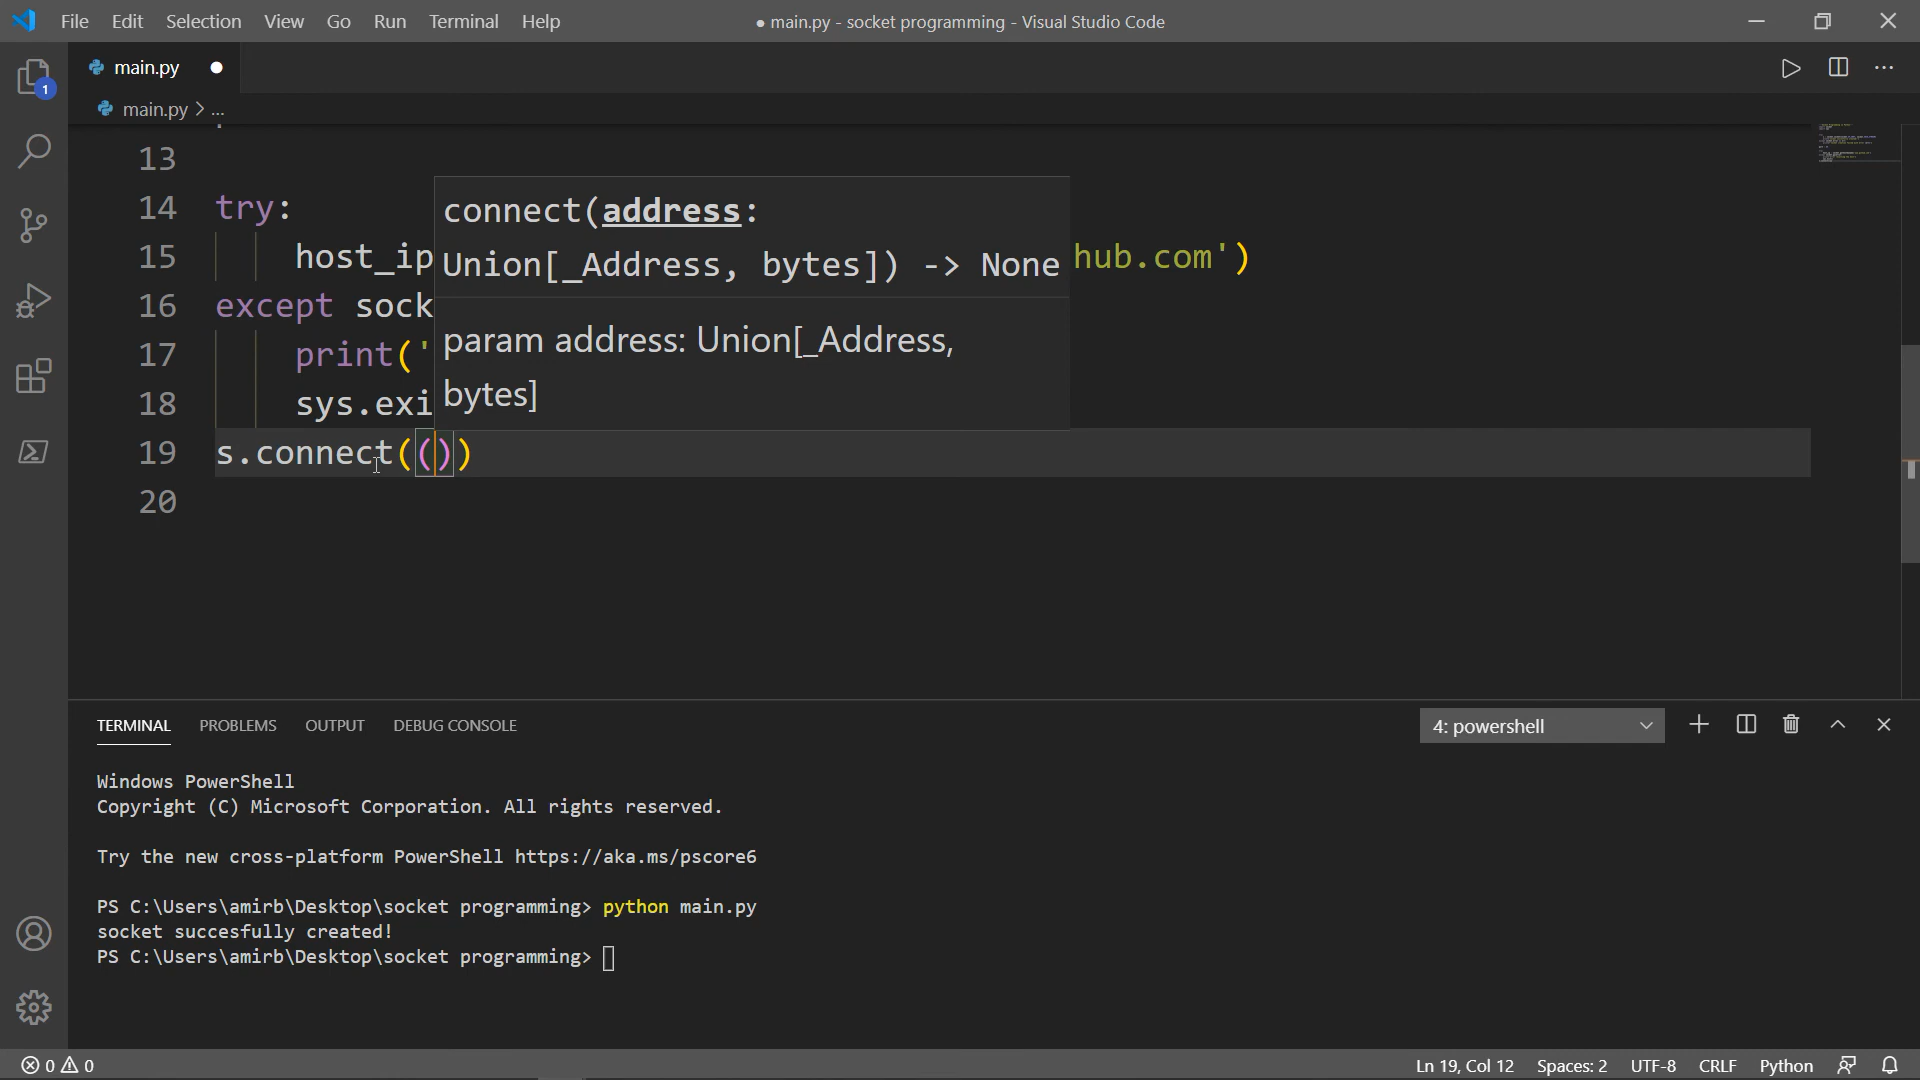 File Edit Selection View Go Run Terminal Help
● main.py - socket programming - Visual Studio Code
1
main.py ●
main.py > ...
13
14 try:
15 host_ip hub.com')
16 except sock
17 print('
18 sys.exi
19 s.connect(())
20
connect(address:
Union[_Address, bytes]) -> None
param address: Union[_Address,
bytes]
TERMINAL PROBLEMS OUTPUT DEBUG CONSOLE
4: powershell
Windows PowerShell
Copyright (C) Microsoft Corporation. All rights reserved.
Try the new cross-platform PowerShell https://aka.ms/pscore6
PS C:\Users\amirb\Desktop\socket programming> python main.py
socket succesfully created!
PS C:\Users\amirb\Desktop\socket programming>
0 0
Ln 19, Col 12 Spaces: 2 UTF-8 CRLF Python